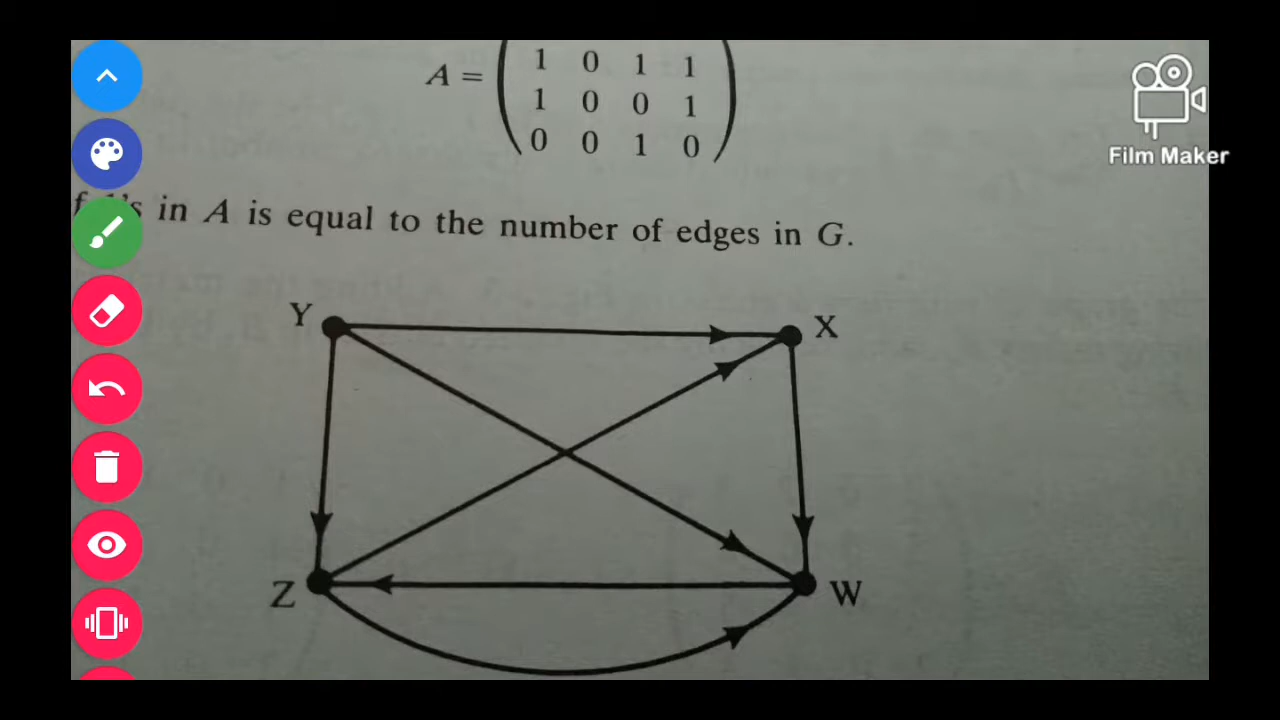 A =
1 0 1 1
1 0 0 1
0 0 1 0
in A is equal to the number of edges in G.
Y
X
Z
W
Film Maker